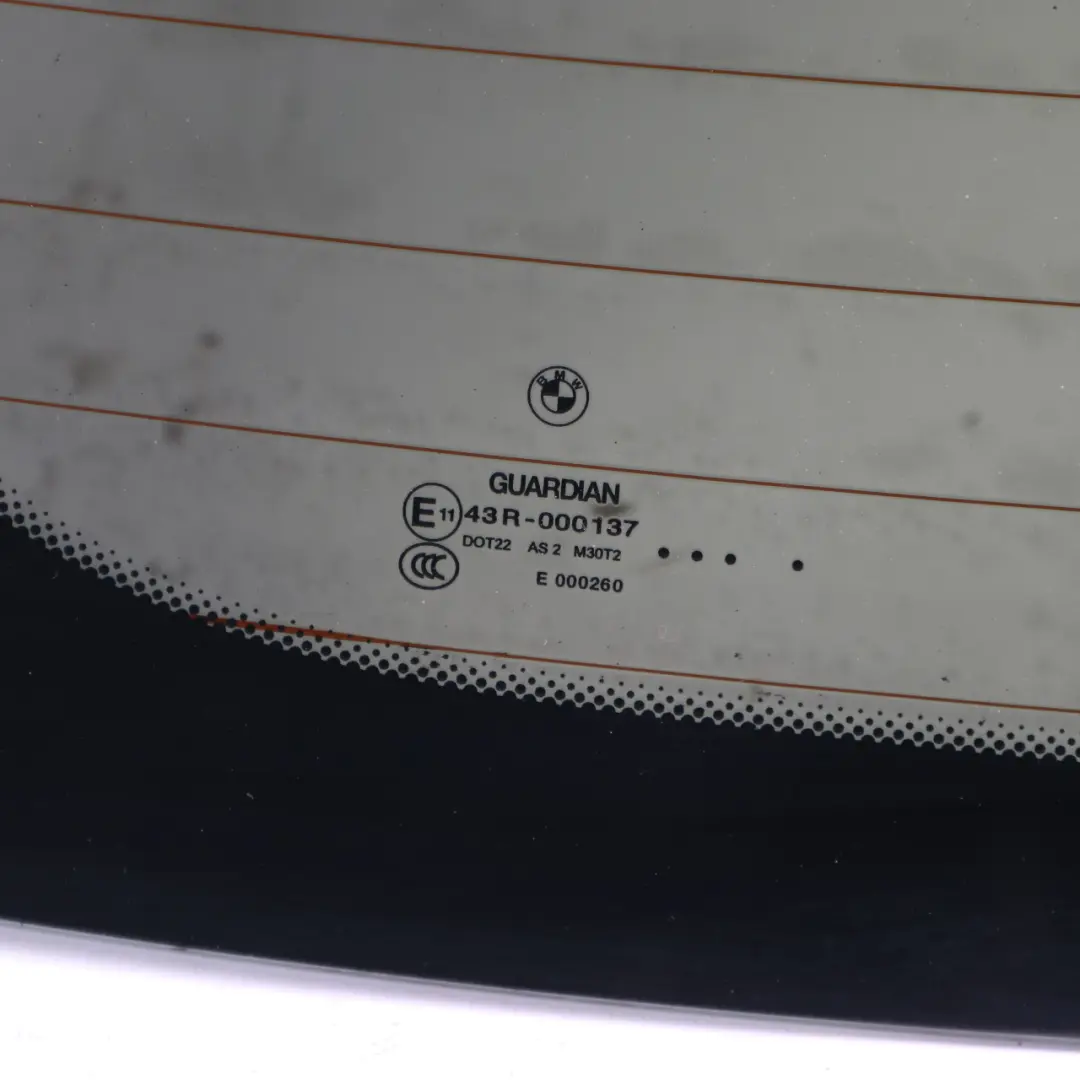 BMW
GUARDIAN
E 11 43R-000137
DOT22 AS 2 M30T2
CCC
E 000260